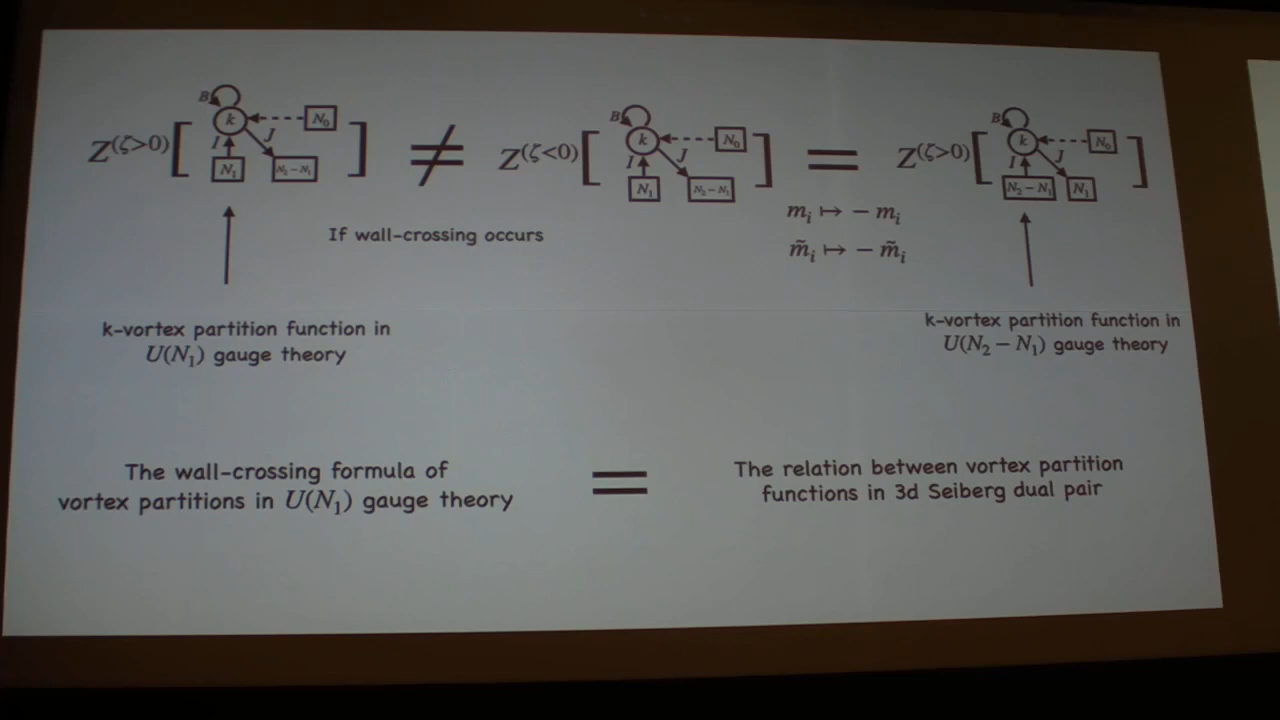 Z^{(ζ>0)} [ B k N_0 I J N_1 N_2 − N_1 ] ≠ Z^{(ζ<0)} [ B k N_0 I J N_1 N_2 − N_1 ] = Z^{(ζ>0)} [ B k N_0 I J N_2 − N_1 N_1 ]
m_i ↦ − m_i
If wall-crossing occurs
m̃_i ↦ − m̃_i
k-vortex partition function in
U(N_1) gauge theory
k-vortex partition function in
U(N_2 − N_1) gauge theory
The wall-crossing formula of
vortex partitions in U(N_1) gauge theory
=
The relation between vortex partition
functions in 3d Seiberg dual pair